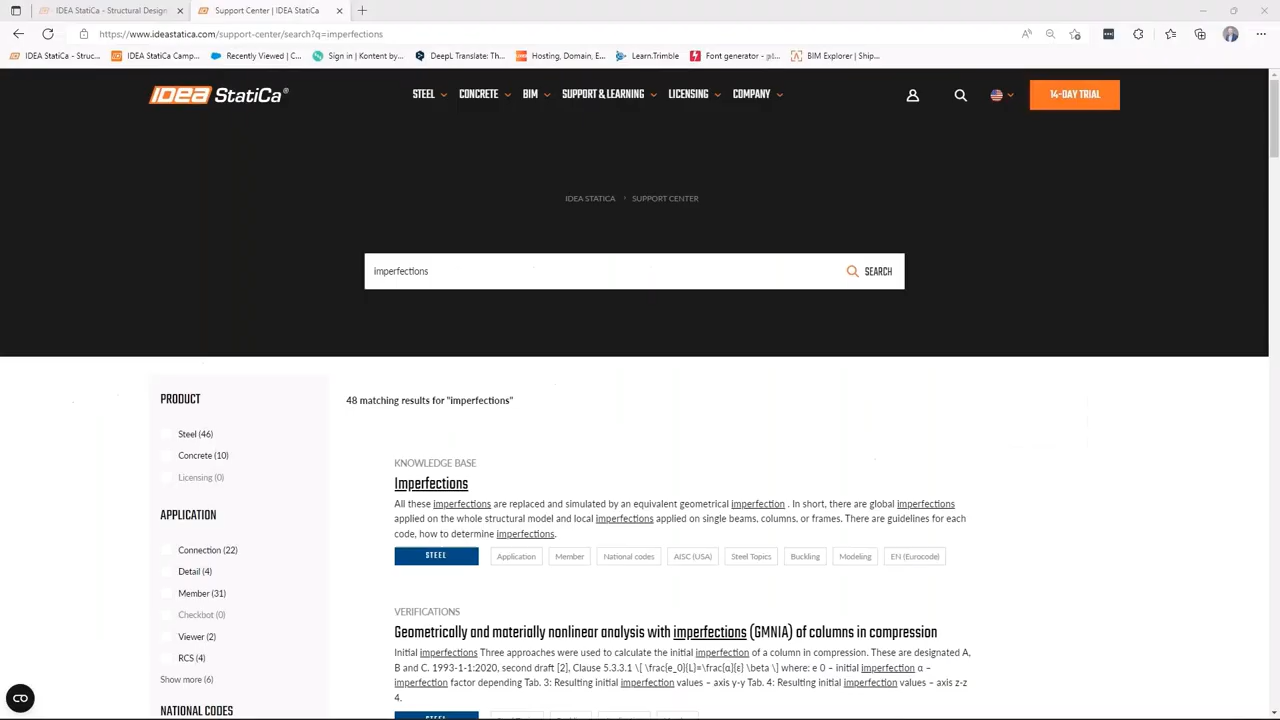 IDEA StatiCa - Structural Design
Support Center | IDEA StatiCa
https://www.ideastatica.com/support-center/search?q=imperfections
IDEA StatiCa - Struc...
IDEA StatiCa Camp...
Recently Viewed | C...
Sign in | Kontent by...
DeepL Translate: Th...
Hosting, Domain, E...
Learn.Trimble
Font generator - 
BIM Explorer | Ship...
IDEA StatiCa®
STEEL
CONCRETE
BIM
SUPPORT & LEARNING
LICENSING
COMPANY
14-DAY TRIAL
IDEA STATICA › SUPPORT CENTER
imperfections
SEARCH
PRODUCT
Steel (46)
Concrete (10)
Licensing (0)
APPLICATION
Connection (22)
Detail (4)
Member (31)
Checkbot (0)
Viewer (2)
RCS (4)
Show more (6)
NATIONAL CODES
48 matching results for "imperfections"
KNOWLEDGE BASE
Imperfections
All these imperfections are replaced and simulated by an equivalent geometrical imperfection . In short, there are global imperfections
applied on the whole structural model and local imperfections applied on single beams, columns, or frames. There are guidelines for each
code, how to determine imperfections.
STEEL
Application
Member
National codes
AISC (USA)
Steel Topics
Buckling
Modeling
EN (Eurocode)
VERIFICATIONS
Geometrically and materially nonlinear analysis with imperfections (GMNIA) of columns in compression
Initial imperfections Three approaches were used to calculate the initial imperfection of a column in compression. These are designated A,
B and C. 1993-1-1:2020, second draft [2], Clause 5.3.3.1 \[ \frac{e_0}{L}=\frac{α}{ε} \beta \] where: e 0 – initial imperfection α –
imperfection factor depending Tab. 3: Resulting initial imperfection values – axis y-y Tab. 4: Resulting initial imperfection values – axis z-z
4.
STEEL